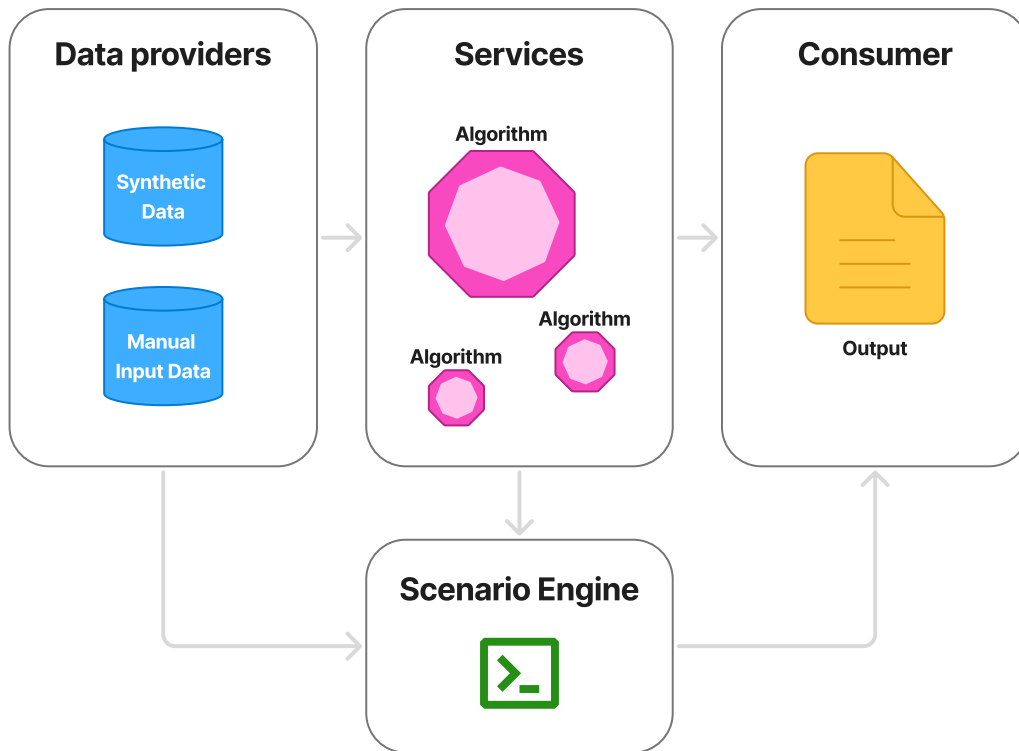 Data providers
Synthetic
Data
Manual
Input Data
Services
Algorithm
Algorithm
Algorithm
Consumer
Output
Scenario Engine
>_